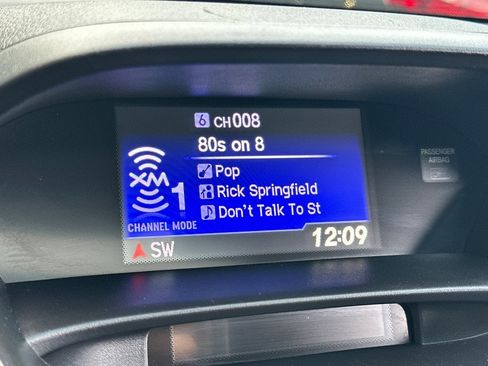 6 CH008
80s on 8
Pop
XM 1
Rick Springfield
Don't Talk To St
CHANNEL MODE
SW
12:09
PASSENGER
AIRBAG